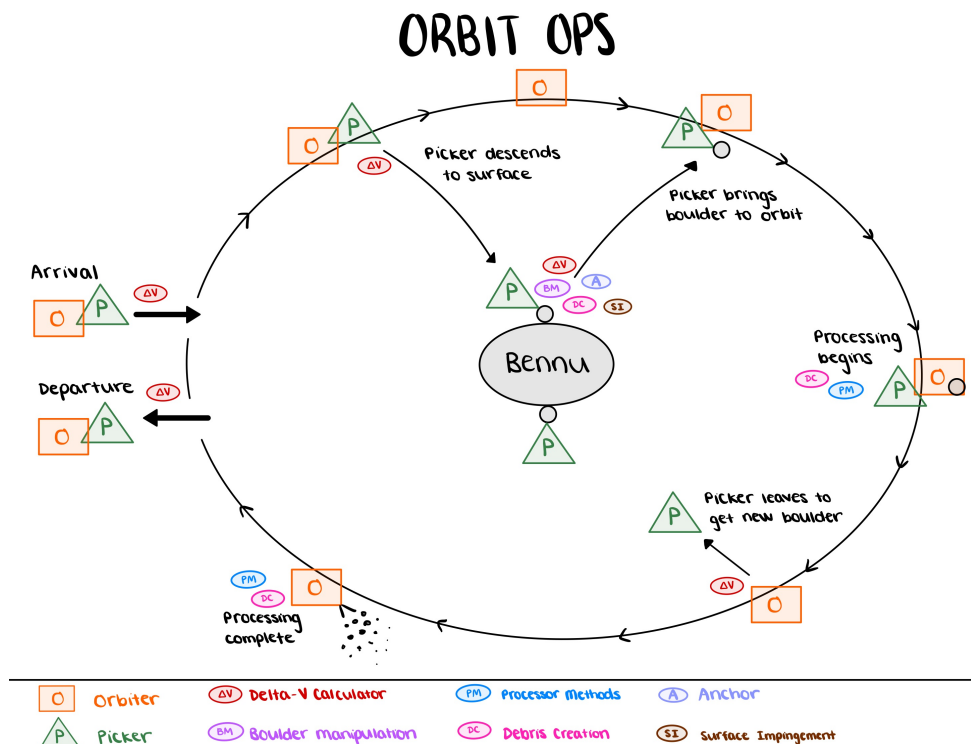 ORBIT OPS
O
P
ΔV
O
P
O
O
Picker descends
to surface
Picker brings
boulder to orbit
Arrival
O
P
ΔV
P
ΔV
BM
A
DC
SI
Bennu
P
Processing
begins
DC
PM
P
O
Departure
ΔV
O
P
Picker leaves to
get new boulder
P
ΔV
O
PM
DC
O
Processing
complete
O Orbiter
ΔV Delta-V Calculator
PM Processor Methods
A Anchor
P Picker
BM Boulder Manipulation
DC Debris Creation
SI Surface Impingement